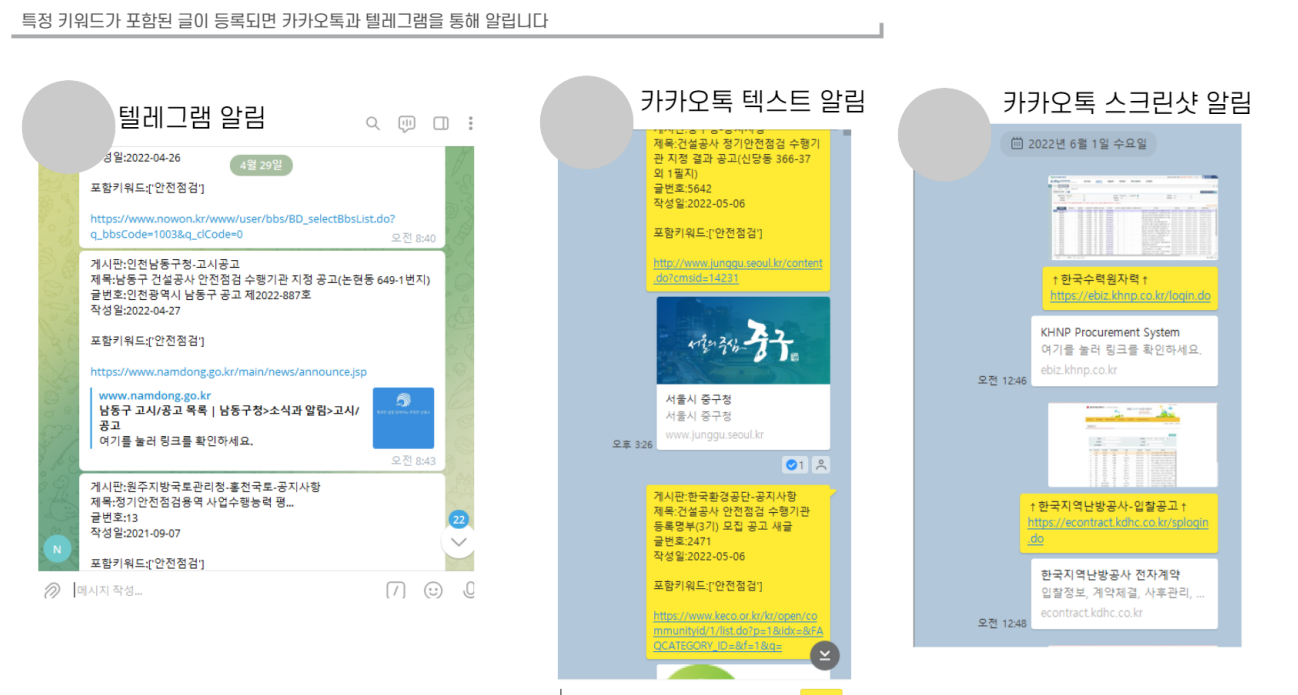 특정 키워드가 포함된 글이 등록되면 카카오톡과 텔레그램을 통해 알립니다
텔레그램 알림
성일:2022-04-26
4월 29일
포함키워드:['안전점검']
https://www.nowon.kr/www/user/bbs/BD_selectBbsList.do?
q_bbsCode=1003&q_clCode=0
오전 8:40
게시판:인천남동구청-고시공고
제목:남동구 건설공사 안전점검 수행기관 지정 공고(논현동 649-1번지)
글번호:인천광역시 남동구 공고 제2022-887호
작성일:2022-04-27
포함키워드:['안전점검']
https://www.namdong.go.kr/main/news/announce.jsp
www.namdong.go.kr
남동구 고시/공고 목록 | 남동구청>소식과 알림>고시/
공고
여기를 눌러 링크를 확인하세요.
오전 8:43
게시판:원주지방국토관리청-홍천국토-공지사항
제목:정기안전점검용역 사업수행능력 평...
글번호:13
작성일:2021-09-07
22
N
포함키워드:['안전점검']
메시지 작성...
카카오톡 텍스트 알림
제목:건설공사 정기안전점검 수행기
관 지정 결과 공고(신당동 366-37
외 1필지)
글번호:5642
작성일:2022-05-06
포함키워드:['안전점검']
http://www.junggu.seoul.kr/content
.do?cmsid=14231
서울의 중심 중구
서울시 중구청
서울시 중구청
www.junggu.seoul.kr
오후 3:26
1
게시판:한국환경공단-공지사항
제목:건설공사 안전점검 수행기관
등록명부(3기) 모집 공고 새글
글번호:2471
작성일:2022-05-06
포함키워드:['안전점검']
https://www.keco.or.kr/kr/open/co
mmunityid/1/list.do?p=1&idx=&FA
QCATEGORY_ID=&f=1&q=
카카오톡 스크린샷 알림
2022년 6월 1일 수요일
↑한국수력원자력↑
https://ebiz.khnp.co.kr/login.do
KHNP Procurement System
여기를 눌러 링크를 확인하세요.
ebiz.khnp.co.kr
오전 12:46
↑한국지역난방공사-입찰공고↑
https://econtract.kdhc.co.kr/splogin
.do
한국지역난방공사 전자계약
입찰정보, 계약체결, 사후관리, ...
econtract.kdhc.co.kr
오전 12:48